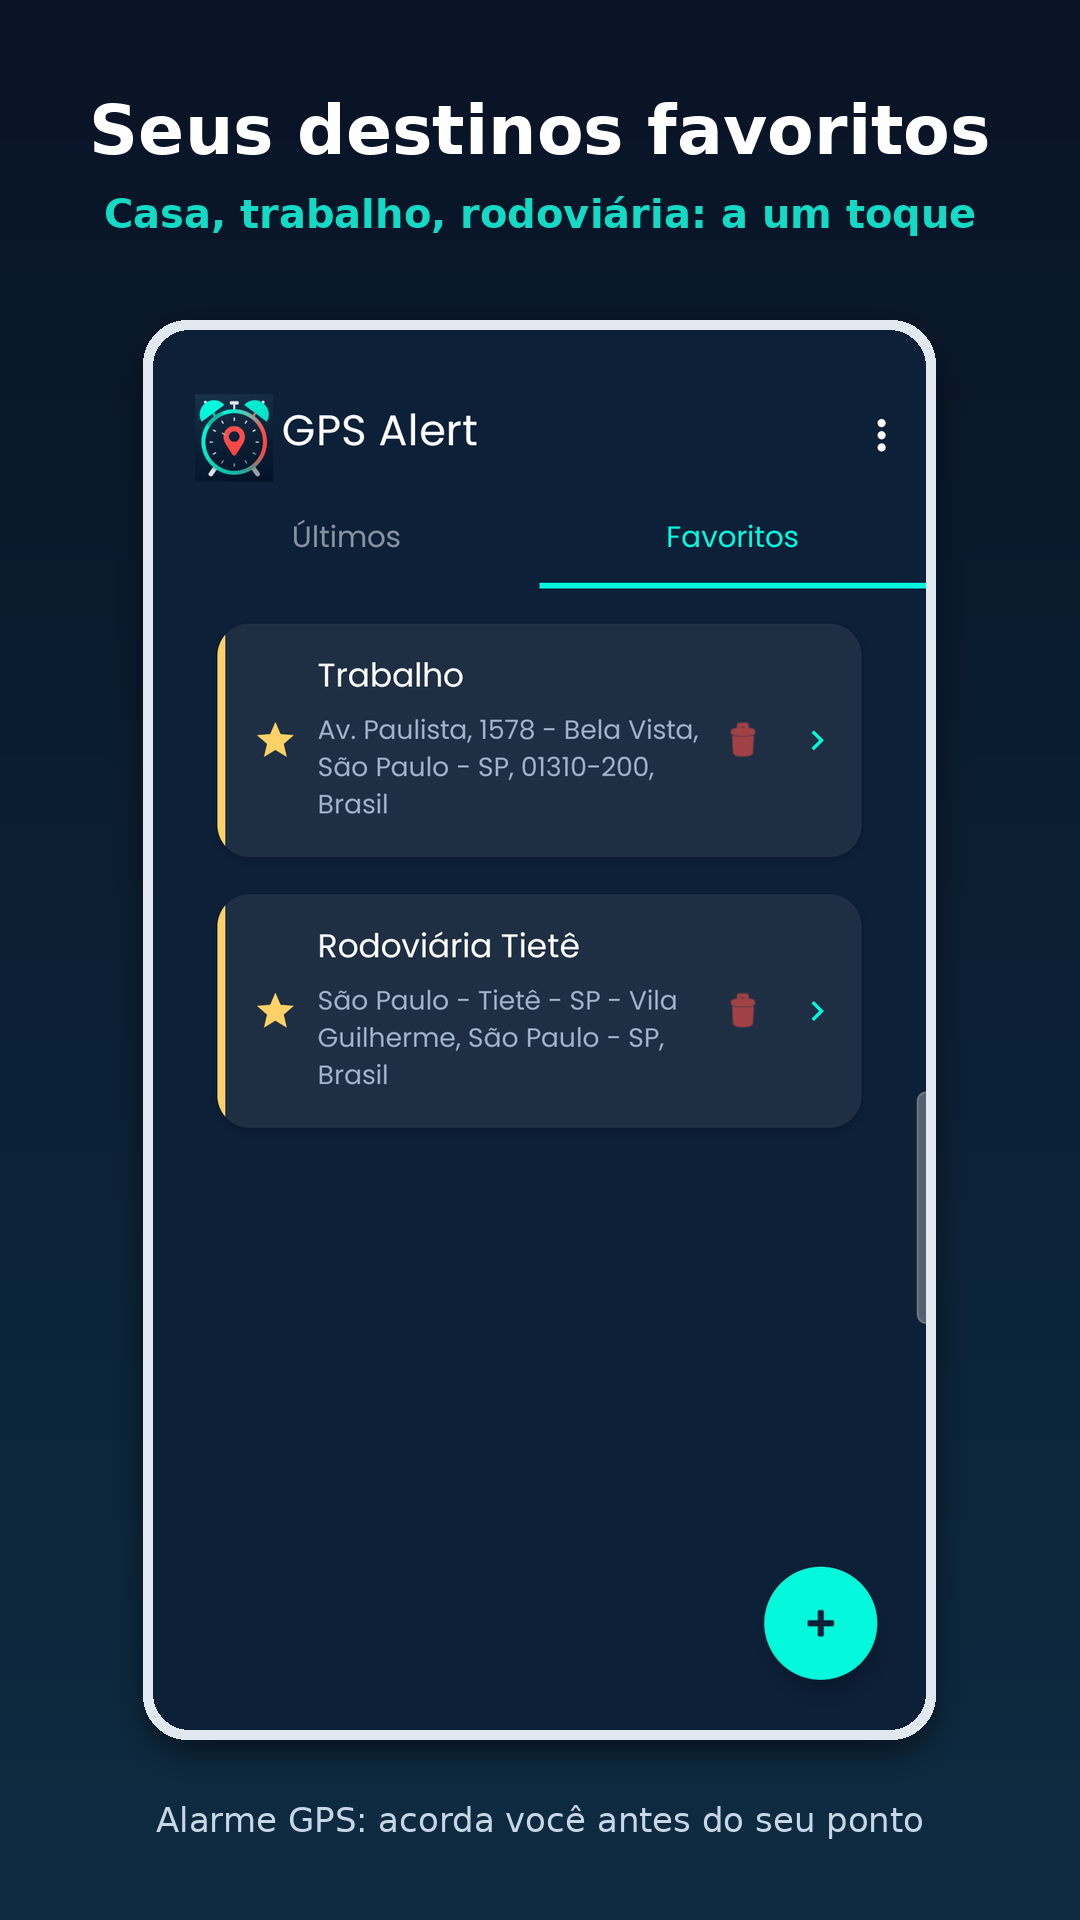 Seus destinos favoritos
Casa, trabalho, rodoviária: a um toque
GPS Alert
Últimos
Favoritos
Trabalho
Av. Paulista, 1578 - Bela Vista,
São Paulo - SP, 01310-200,
Brasil
Rodoviária Tietê
São Paulo - Tietê - SP - Vila
Guilherme, São Paulo - SP,
Brasil
+
Alarme GPS: acorda você antes do seu ponto